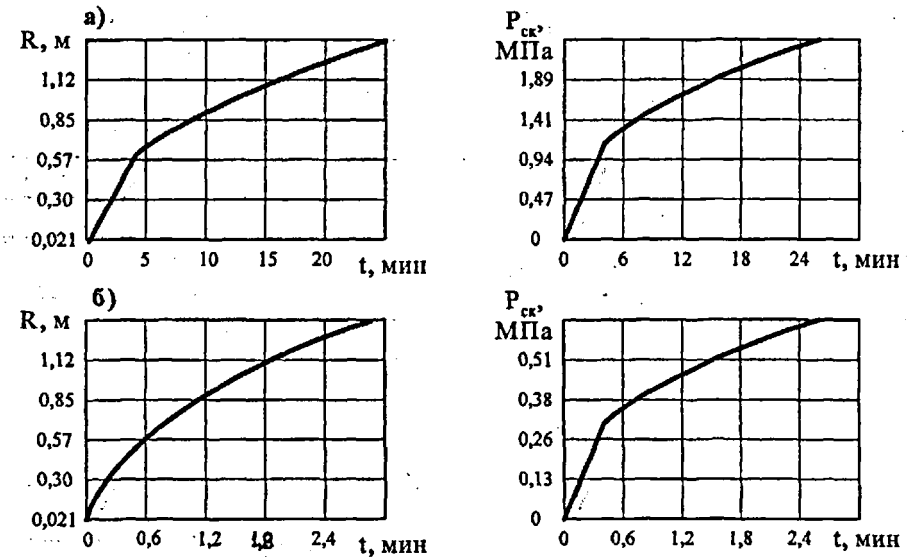 а)
R, м
1,12
0,85
0,57
0,30
0,021
0 5 10 15 20 t, мин
Pск,
МПа
1,89
1,41
0,94
0,47
0
0 6 12 18 24 t, мин
б)
R, м
1,12
0,85
0,57
0,30
0,021
0 0,6 1,2 1,8 2,4 t, мин
Pск,
МПа
0,51
0,38
0,26
0,13
0
0 0,6 1,2 1,8 2,4 t, мин